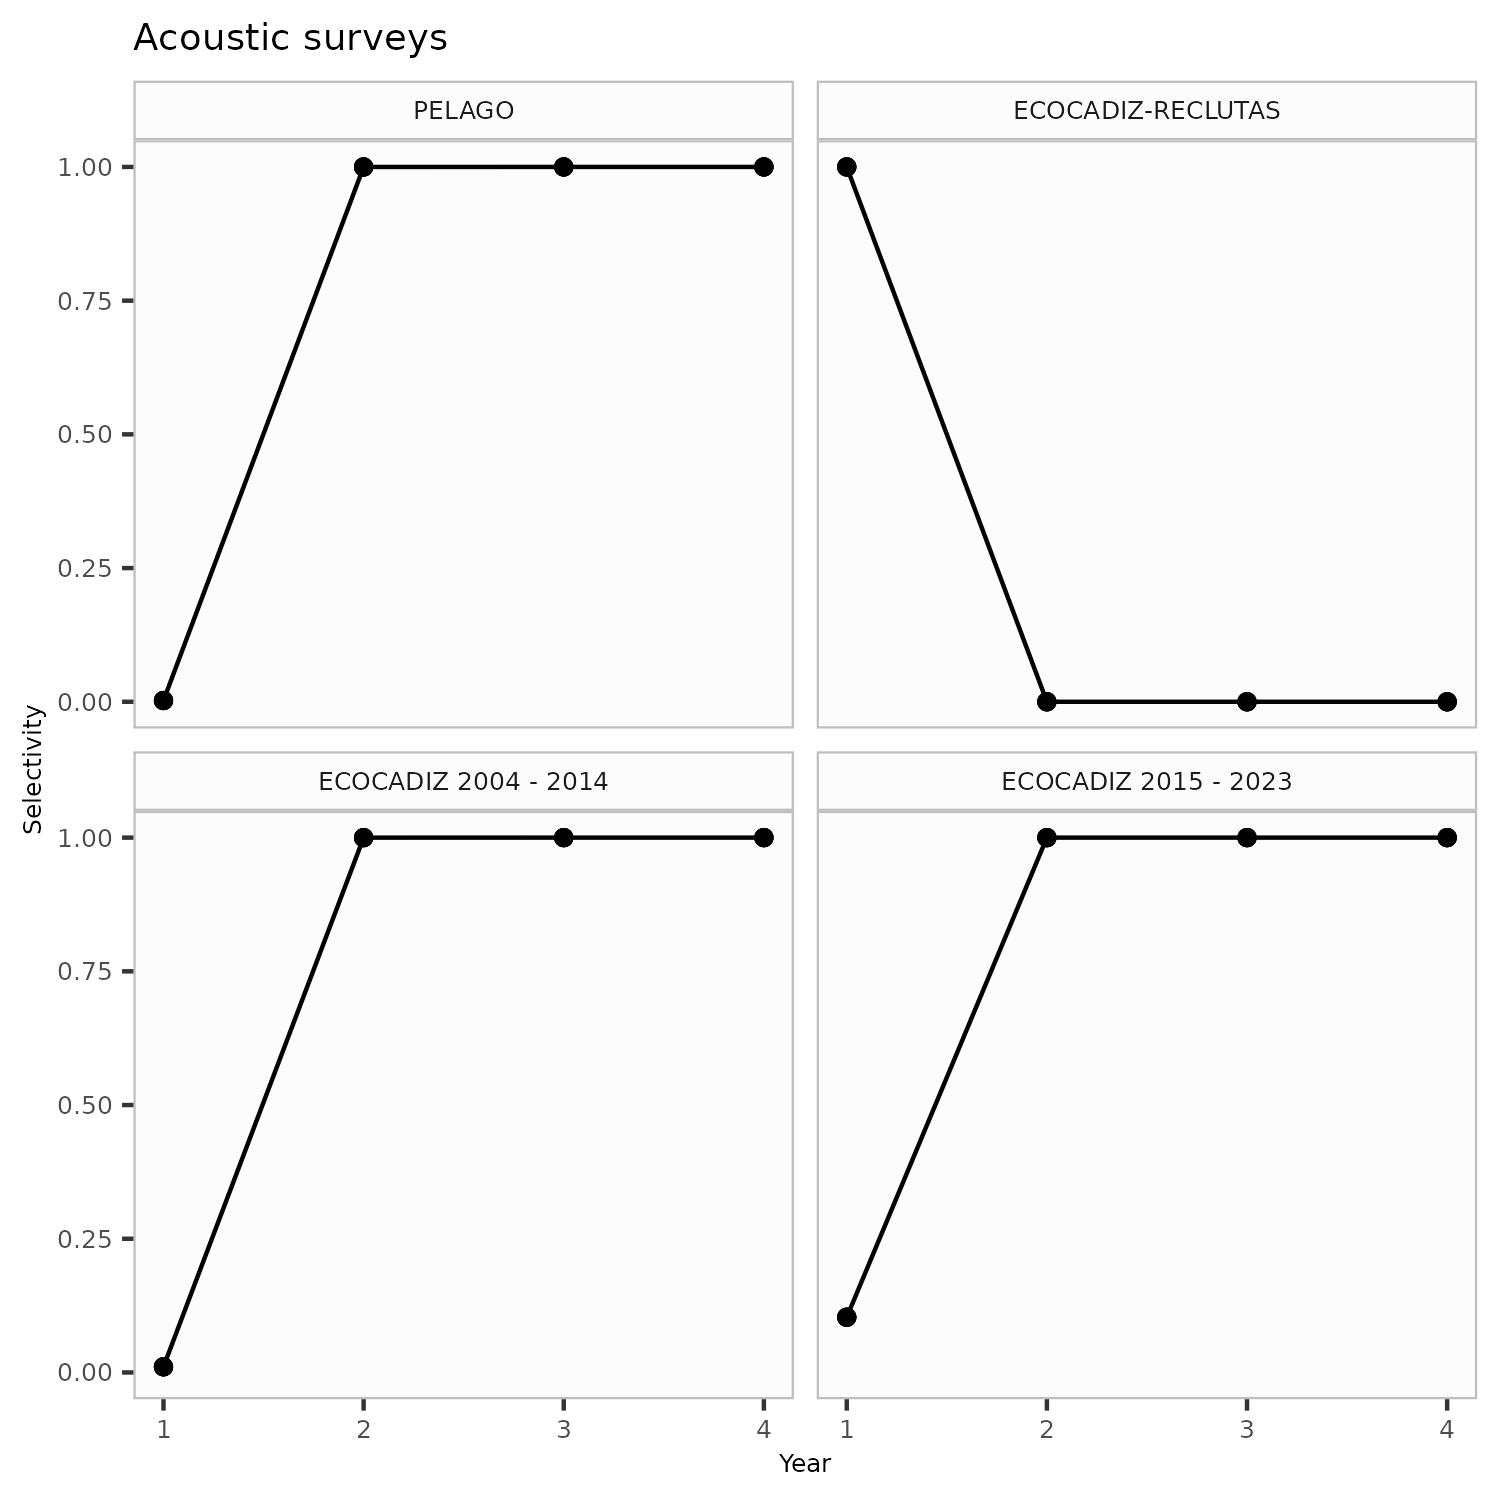 Acoustic surveys
PELAGO
ECOCADIZ-RECLUTAS
1.00
0.75
0.50
0.25
0.00
Selectivity
ECOCADIZ 2004 - 2014
ECOCADIZ 2015 - 2023
1.00
0.75
0.50
0.25
0.00
1 2 3 4 1 2 3 4
Year